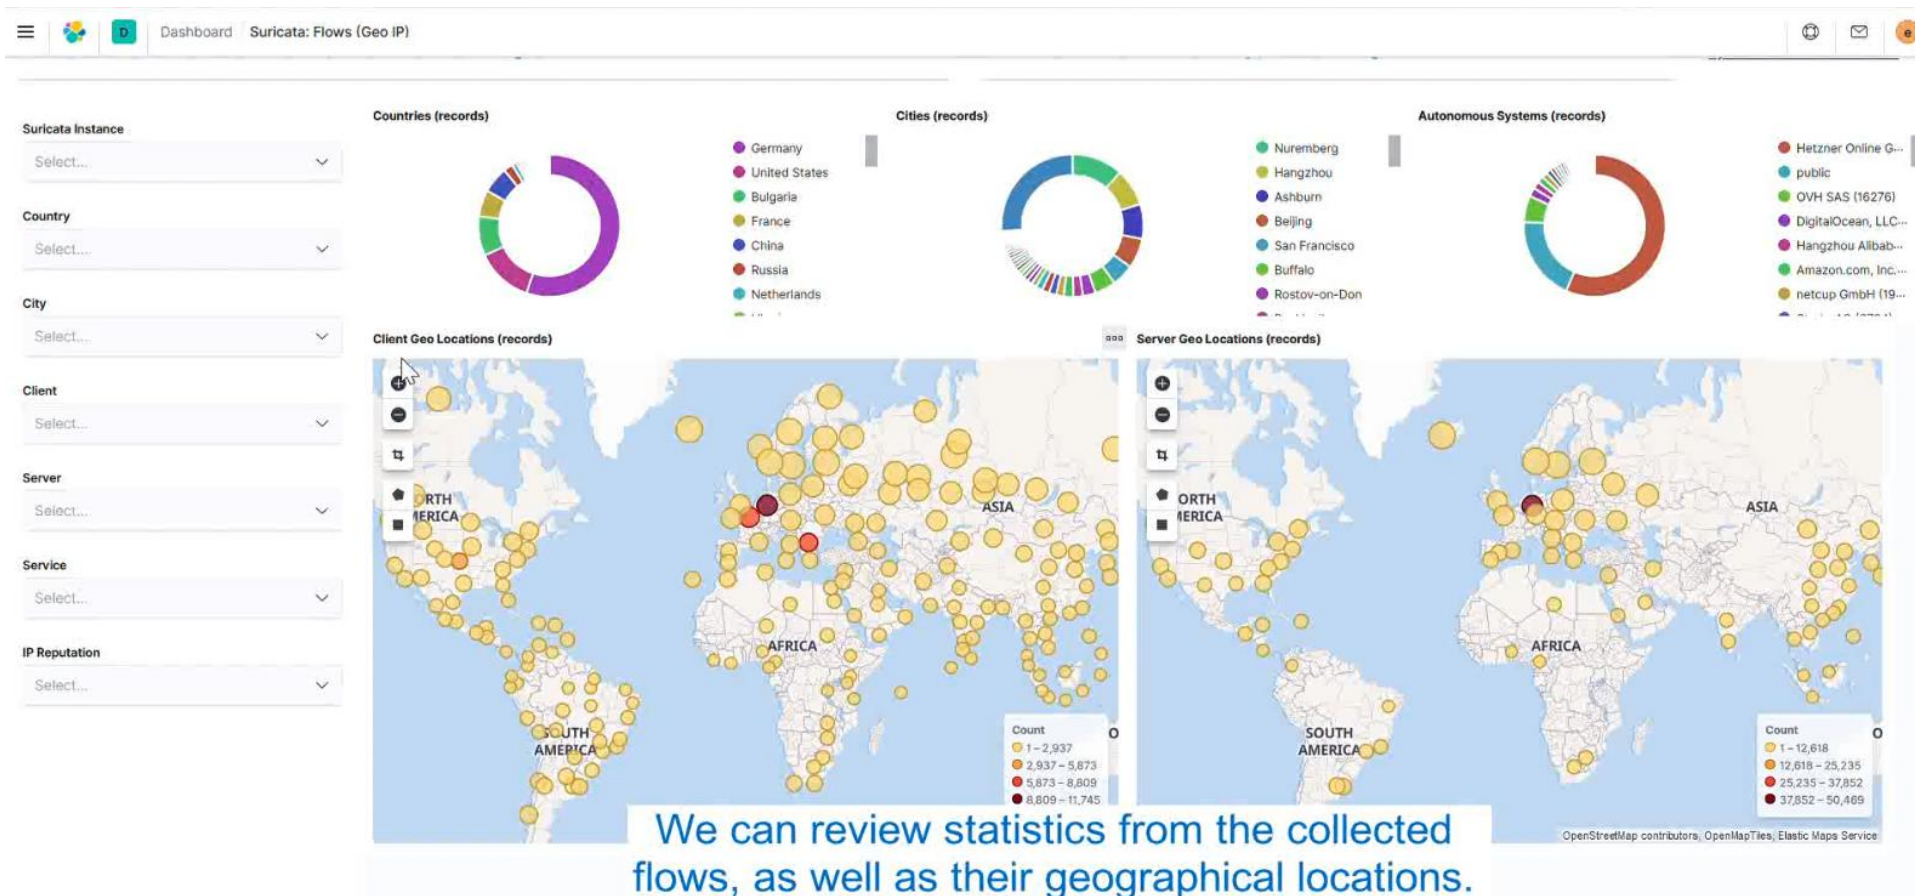 D Dashboard Suricata: Flows (Geo IP) e
Suricata Instance
Select...
Country
Select...
City
Select...
Client
Select...
Server
Select...
Service
Select...
IP Reputation
Select...
Countries (records)
Germany
United States
Bulgaria
France
China
Russia
Netherlands
Cities (records)
Nuremberg
Hangzhou
Ashburn
Beijing
San Francisco
Buffalo
Rostov-on-Don
Autonomous Systems (records)
Hetzner Online G...
public
OVH SAS (16276)
DigitalOcean, LLC...
Hangzhou Alibab...
Amazon.com, Inc....
netcup GmbH (19...
Client Geo Locations (records)
ORTH
MERICA
ASIA
AFRICA
SOUTH
AMERICA
O
Count
1 – 2,937
2,937 – 5,873
5,873 – 8,809
8,809 – 11,745
Server Geo Locations (records)
ORTH
MERICA
ASIA
AFRICA
SOUTH
AMERICA
O
Count
1 – 12,618
12,618 – 25,235
25,235 – 37,852
37,852 – 50,469
OpenStreetMap contributors, OpenMapTiles, Elastic Maps Service
We can review statistics from the collected
flows, as well as their geographical locations.